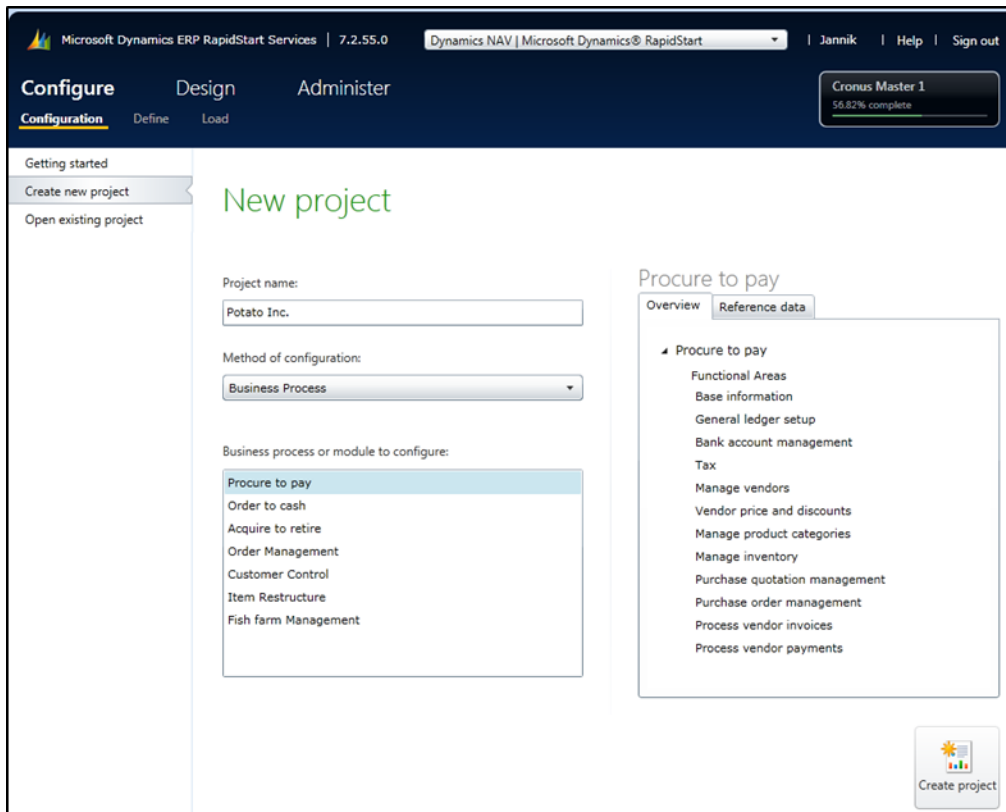 Microsoft Dynamics ERP RapidStart Services | 7.2.55.0
Dynamics NAV | Microsoft Dynamics® RapidStart
| Jannik | Help | Sign out
Configure Design Administer
Configuration Define Load
Cronus Master 1
56.82% complete
Getting started
Create new project
Open existing project
New project
Project name:
Potato Inc.
Method of configuration:
Business Process
Business process or module to configure:
Procure to pay
Order to cash
Acquire to retire
Order Management
Customer Control
Item Restructure
Fish farm Management
Procure to pay
Overview Reference data
Procure to pay
Functional Areas
Base information
General ledger setup
Bank account management
Tax
Manage vendors
Vendor price and discounts
Manage product categories
Manage inventory
Purchase quotation management
Purchase order management
Process vendor invoices
Process vendor payments
Create project